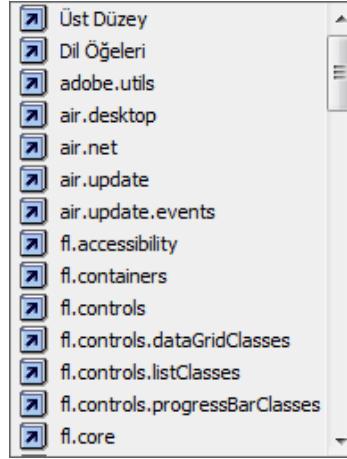 Üst Düzey
Dil Öğeleri
adobe.utils
air.desktop
air.net
air.update
air.update.events
fl.accessibility
fl.containers
fl.controls
fl.controls.dataGridClasses
fl.controls.listClasses
fl.controls.progressBarClasses
fl.core